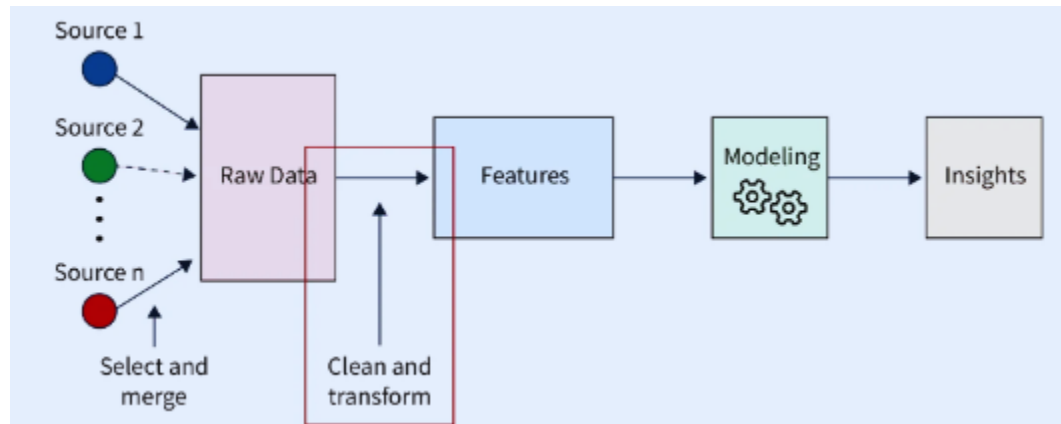 Source 1
Source 2
Source n
Select and
merge
Raw Data
Clean and
transform
Features
Modeling
Insights